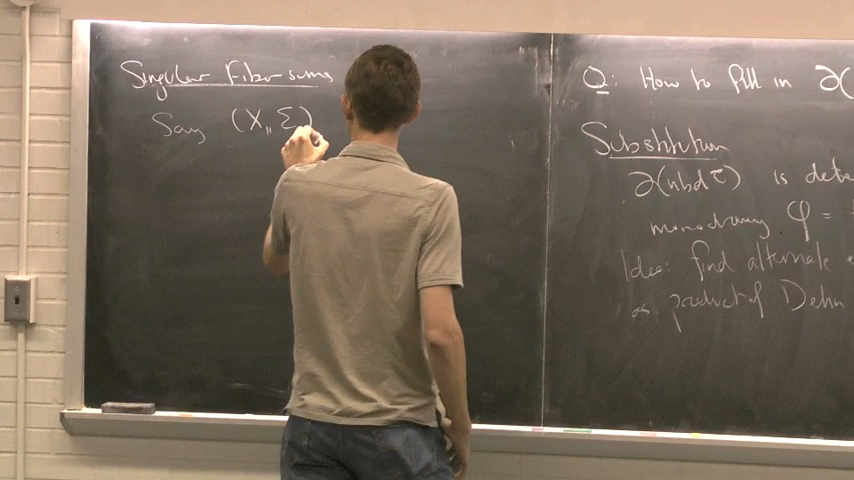 Singular Fiber sums
Say (X,, Σ)
Q: How to fill in ∂(
Substitution
∂(nbd τ) is dete
monodromy φ =
Idea: find alternate e
as product of Dehn